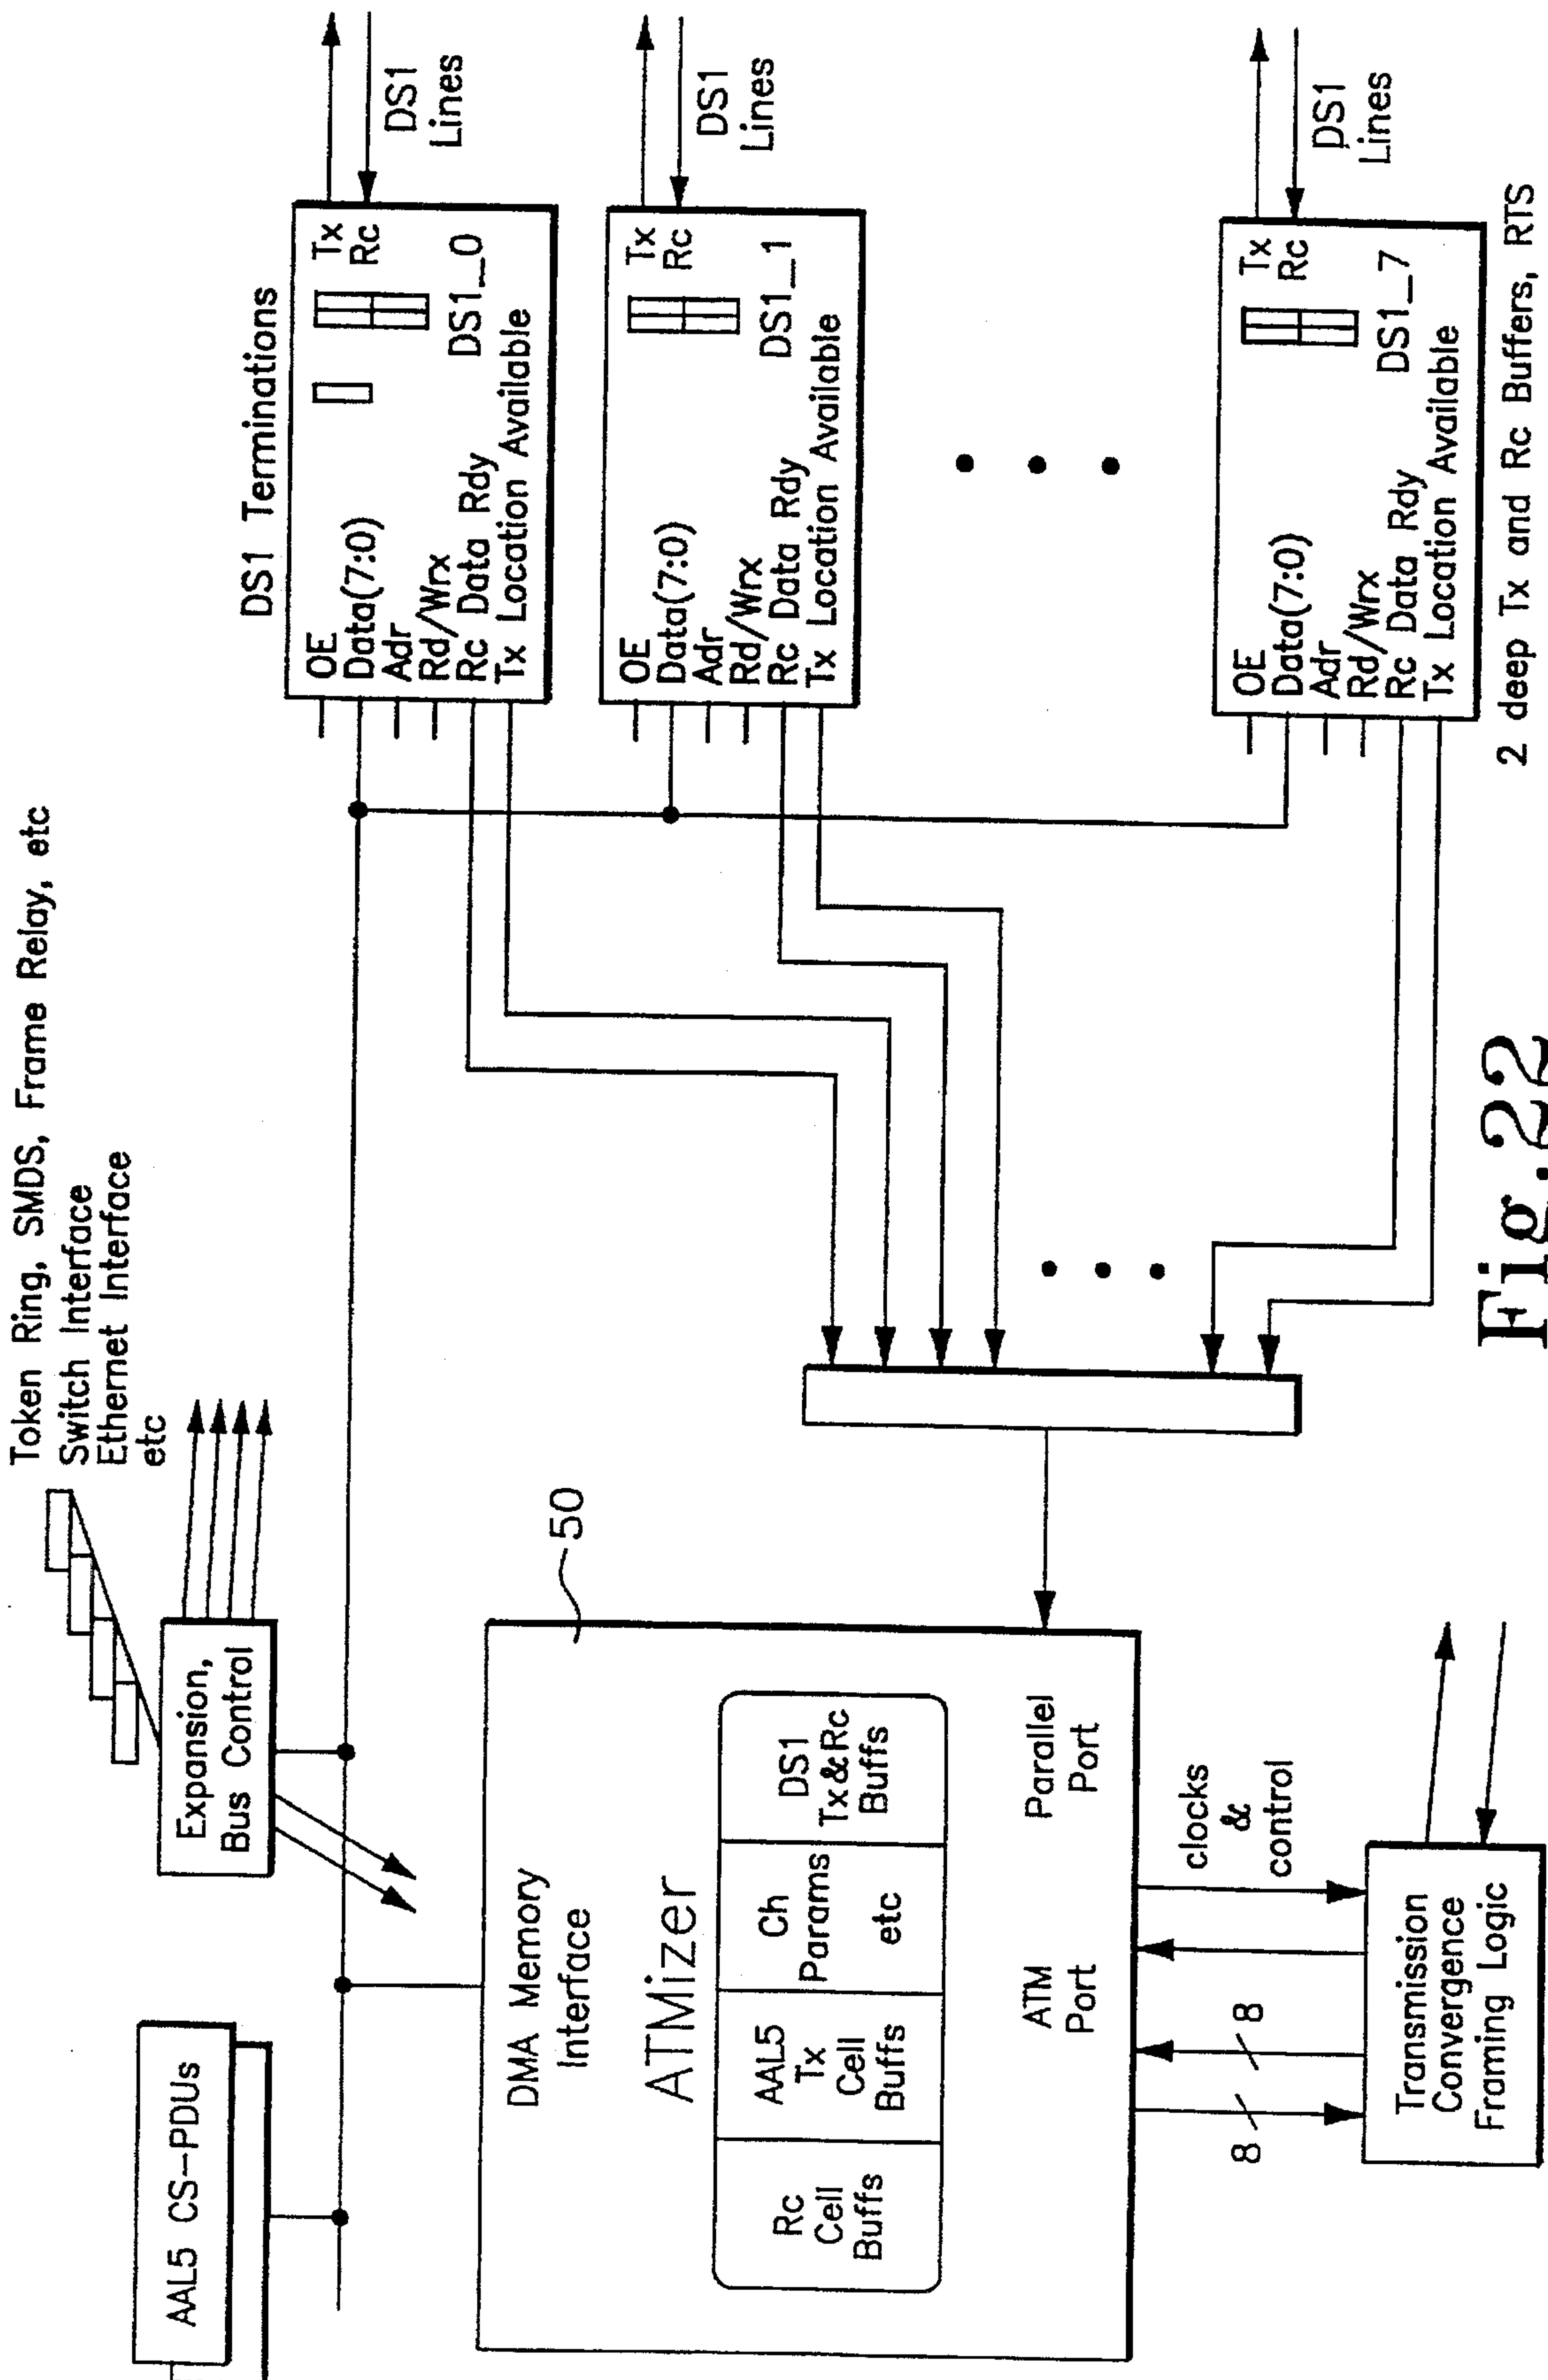 Token Ring, SMDS, Frame Relay, etc
Switch Interface
Ethernet Interface
etc
AAL5 CS-PDUs
Expansion,
Bus Control
DS1 Terminations
OE
Data(7:0)
Adr
Rd/Wrx
Rc Data Rdy
Tx Location Available
Tx
Rc
DS1_0
DS1
Lines
50
DMA Memory
Interface
ATMizer
Rc
Cell
Buffs
AAL5
Tx
Cell
Buffs
Ch
Params
etc
DS1
Tx&Rc
Buffs
ATM
Port
Parallel
Port
OE
Data(7:0)
Adr
Rd/Wrx
Rc Data Rdy
Tx Location Available
Tx
Rc
DS1_1
DS1
Lines
8
8
clocks
&
control
Transmission
Convergence
Framing Logic
OE
Data(7:0)
Adr
Rd/Wrx
Rc Data Rdy
Tx Location Available
Tx
Rc
DS1_7
DS1
Lines
2 deep Tx and Rc Buffers, RTS
Fig.22